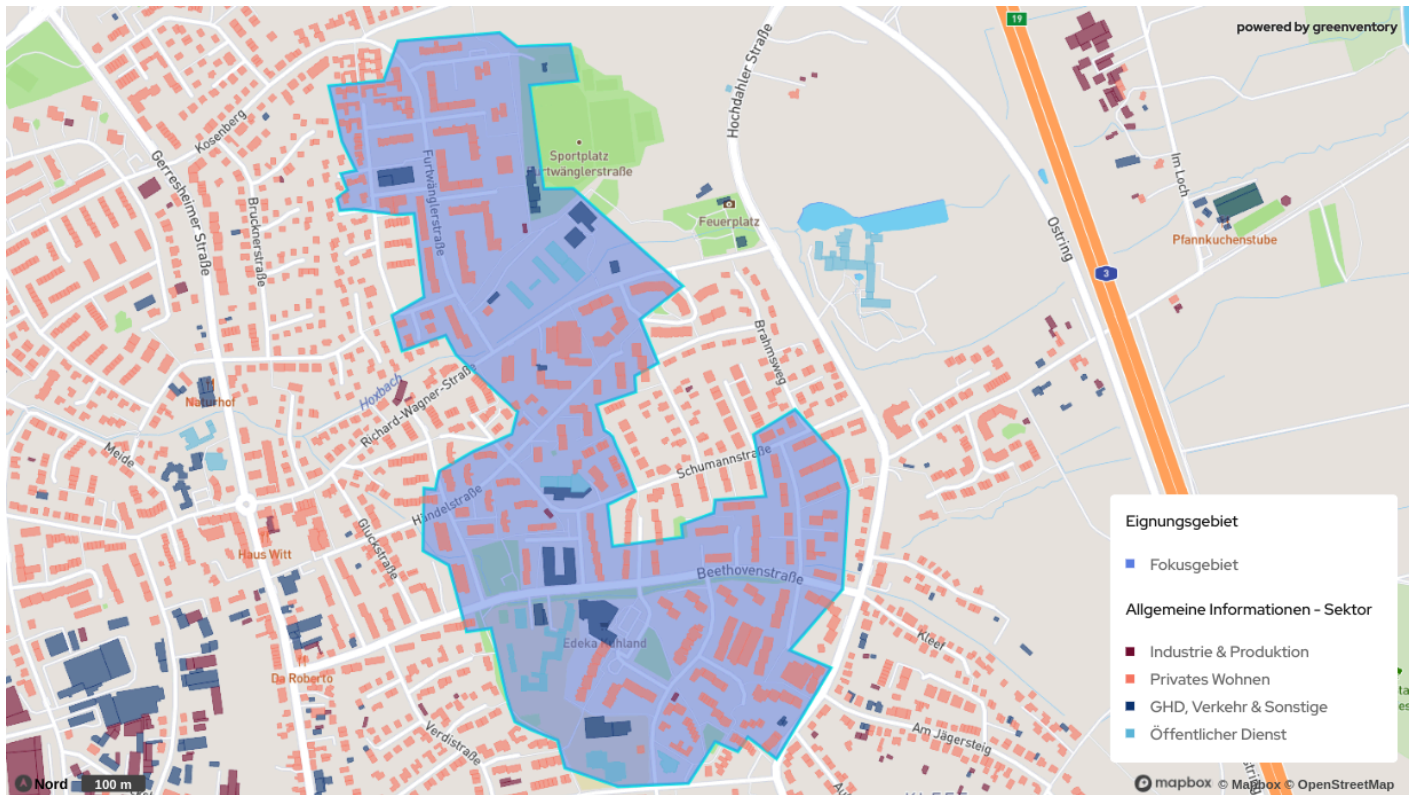 19
powered by greenventory
Hochdahler Straße
Kosenberg
Gerresheimer Straße
Brucknerstraße
Furtwänglerstraße
Sportplatz
Furtwänglerstraße
Feuerplatz
Im Loch
Pfannkuchenstube
Ostring
3
Brahmsweg
Hoxbach
Naturhof
Richard-Wagner-Straße
Meide
Schumannstraße
Händelstraße
Gluckstraße
Haus Witt
Beethovenstraße
Edeka Kuhland
Kleef
Da Roberto
Verdistraße
Am Jägersteig
Eignungsgebiet
Fokusgebiet
Allgemeine Informationen - Sektor
Industrie & Produktion
Privates Wohnen
GHD, Verkehr & Sonstige
Öffentlicher Dienst
Nord
100 m
mapbox
© Mapbox © OpenStreetMap